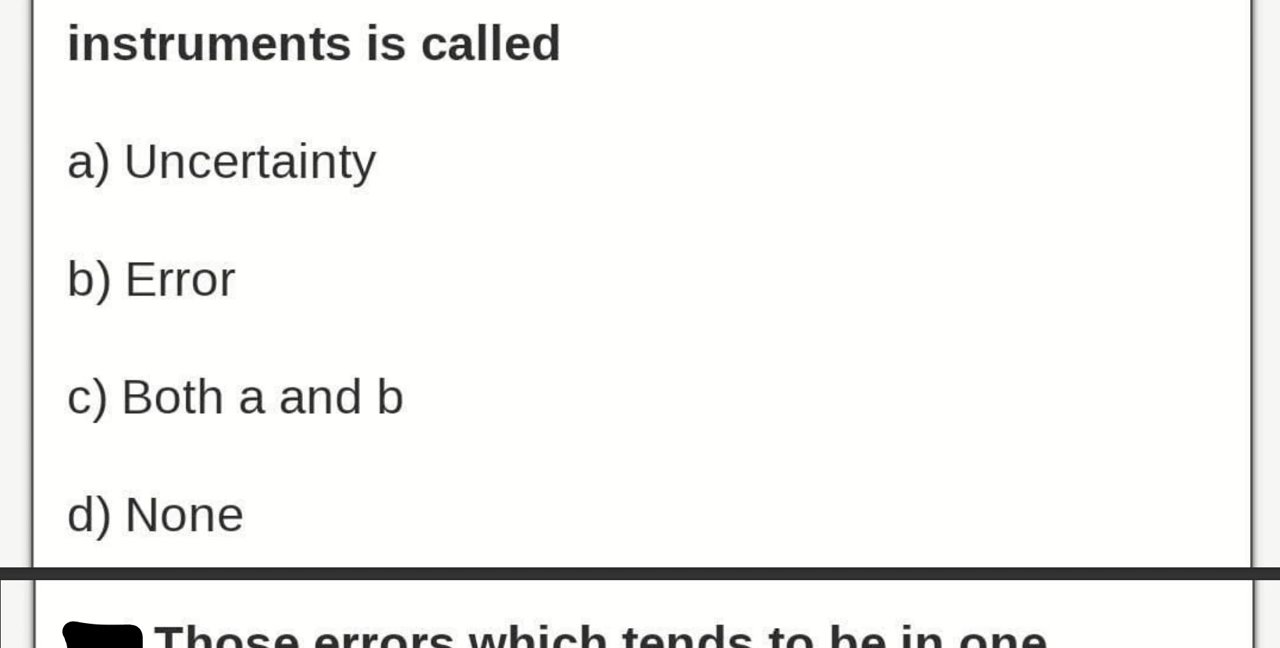 instruments is called
a) Uncertainty
b) Error
c) Both a and b
d) None
Those errors which tends to be in one